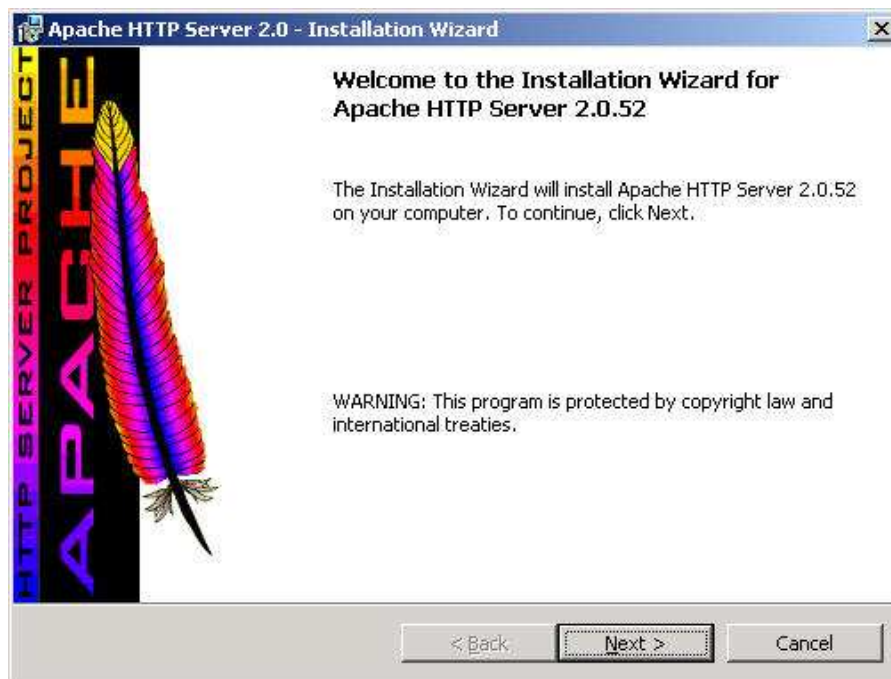 Apache HTTP Server 2.0 - Installation Wizard
HTTP SERVER PROJECT
APACHE
Welcome to the Installation Wizard for
Apache HTTP Server 2.0.52
The Installation Wizard will install Apache HTTP Server 2.0.52
on your computer. To continue, click Next.
WARNING: This program is protected by copyright law and
international treaties.
< Back
Next >
Cancel